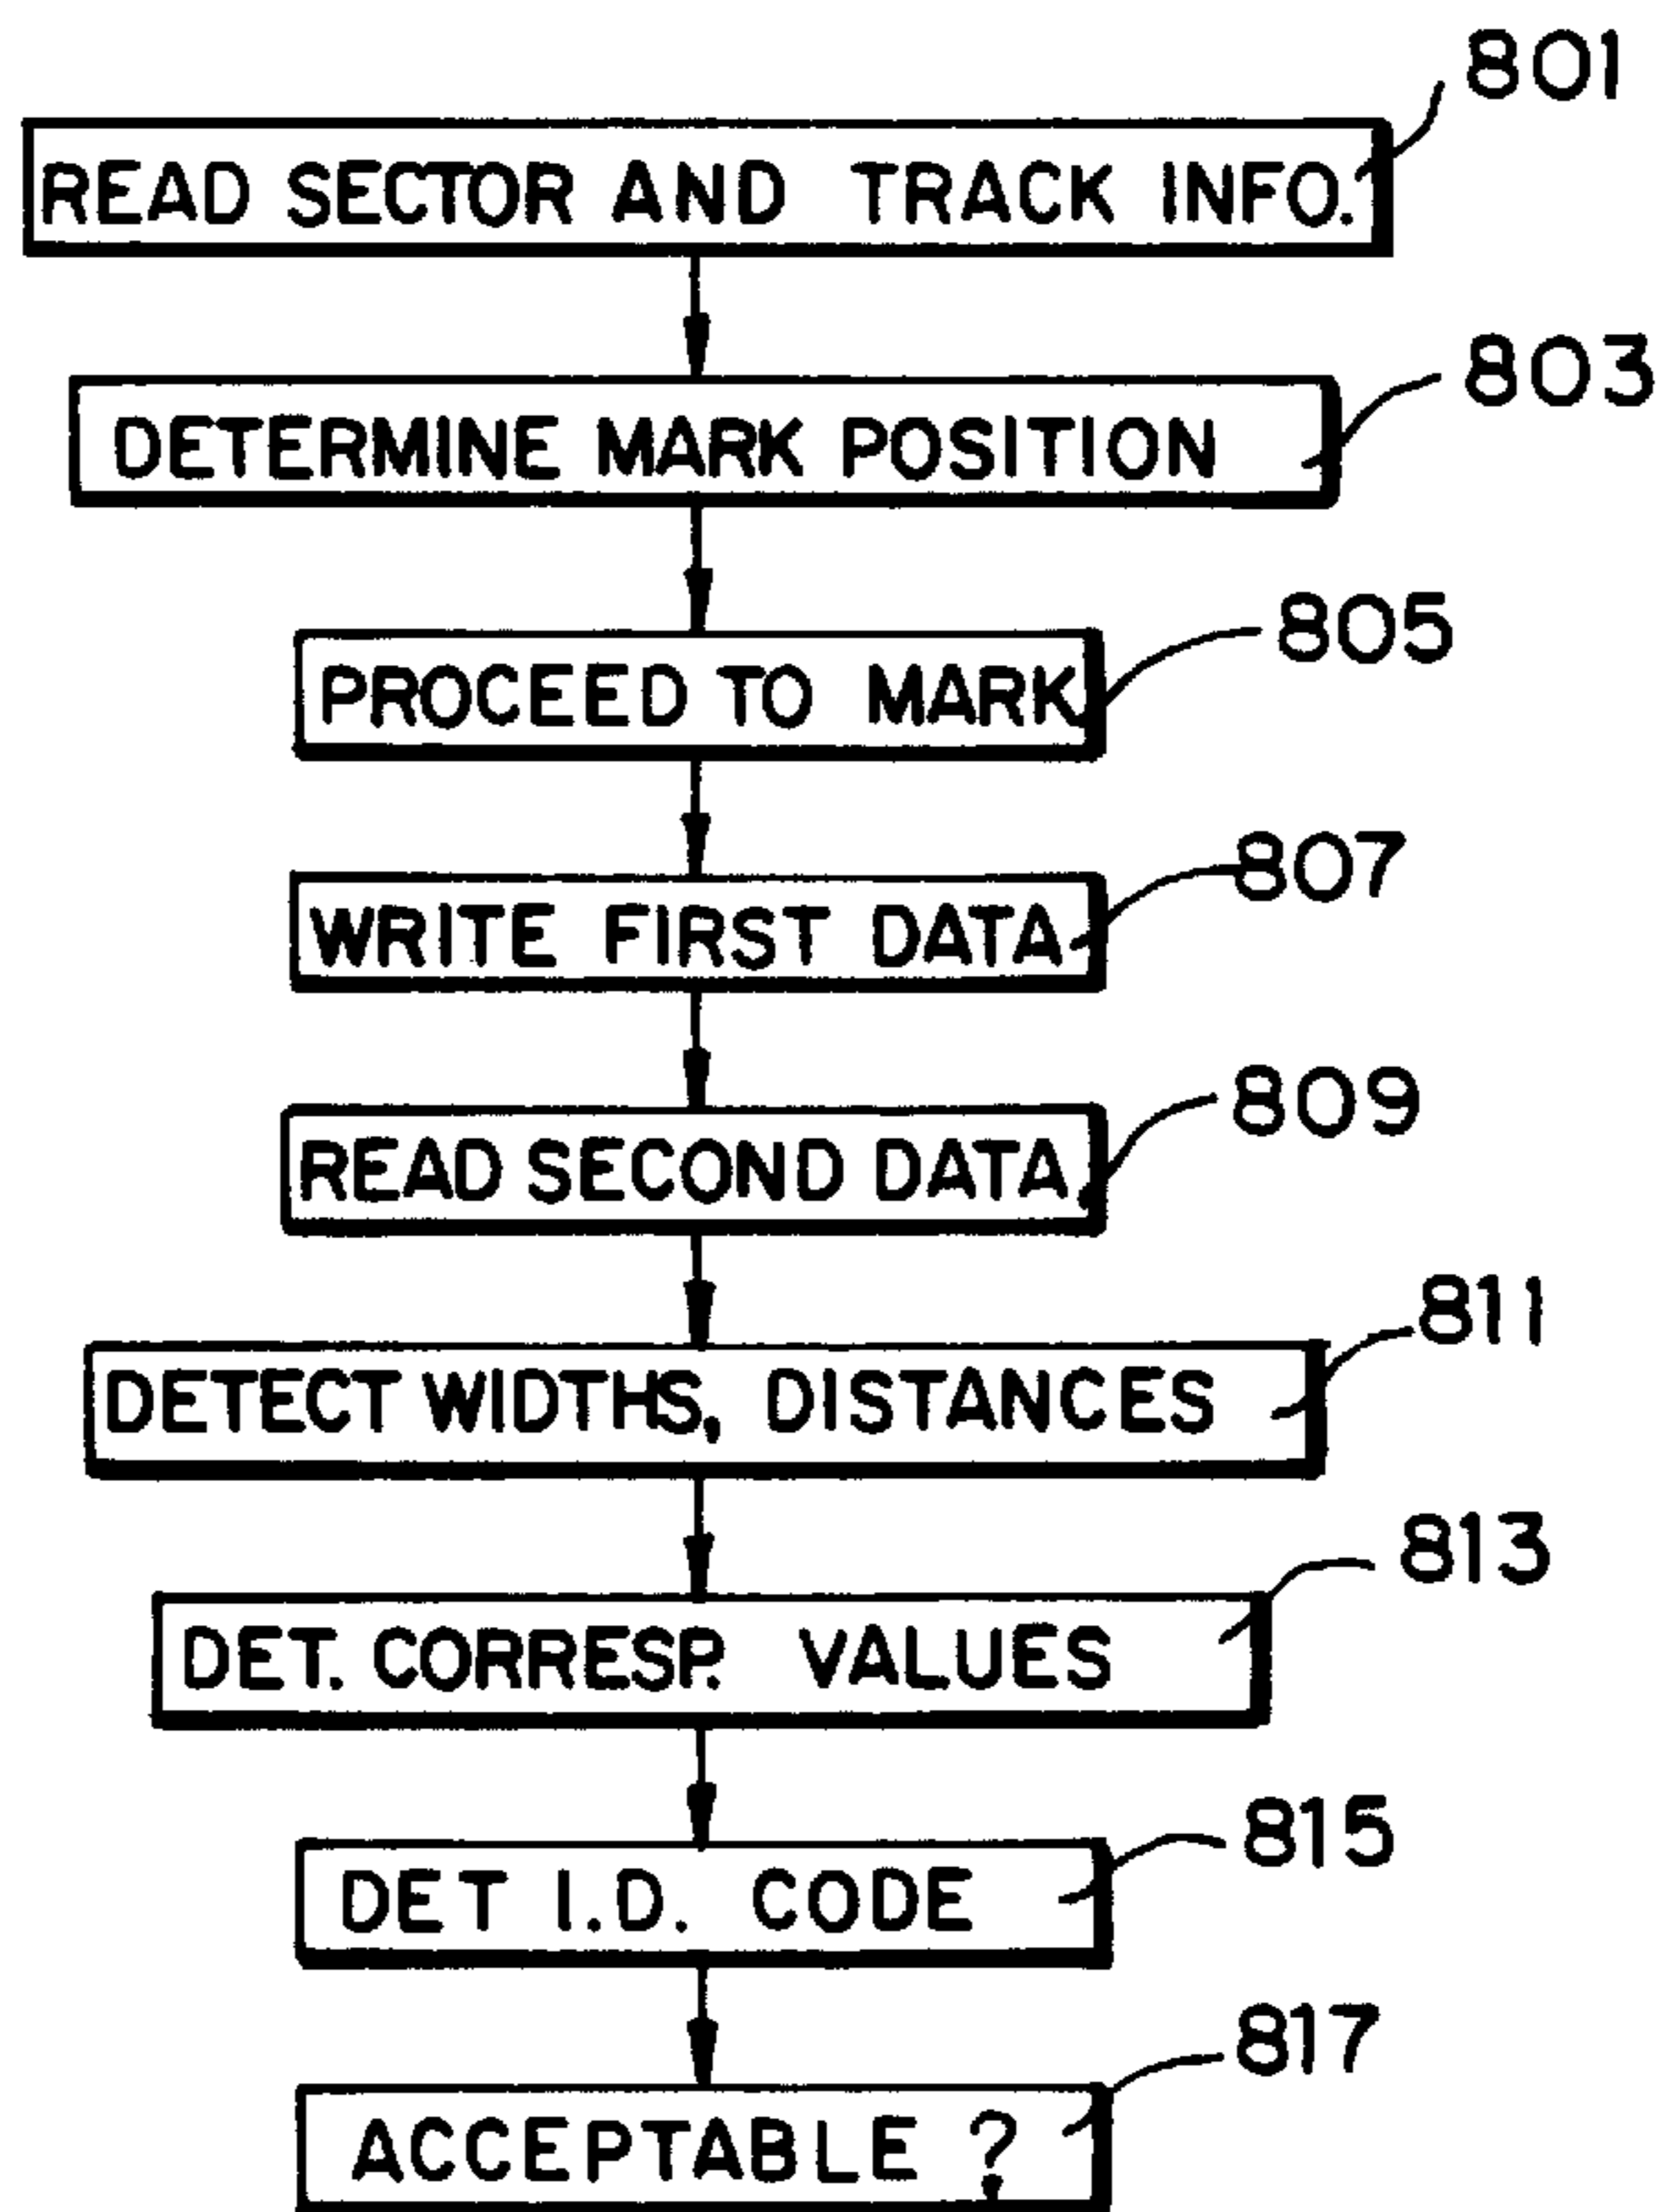 801
READ SECTOR AND TRACK INFO.
803
DETERMINE MARK POSITION
805
PROCEED TO MARK
807
WRITE FIRST DATA
809
READ SECOND DATA
811
DETECT WIDTHS, DISTANCES
813
DET. CORRESP. VALUES
815
DET I.D. CODE
817
ACCEPTABLE ?